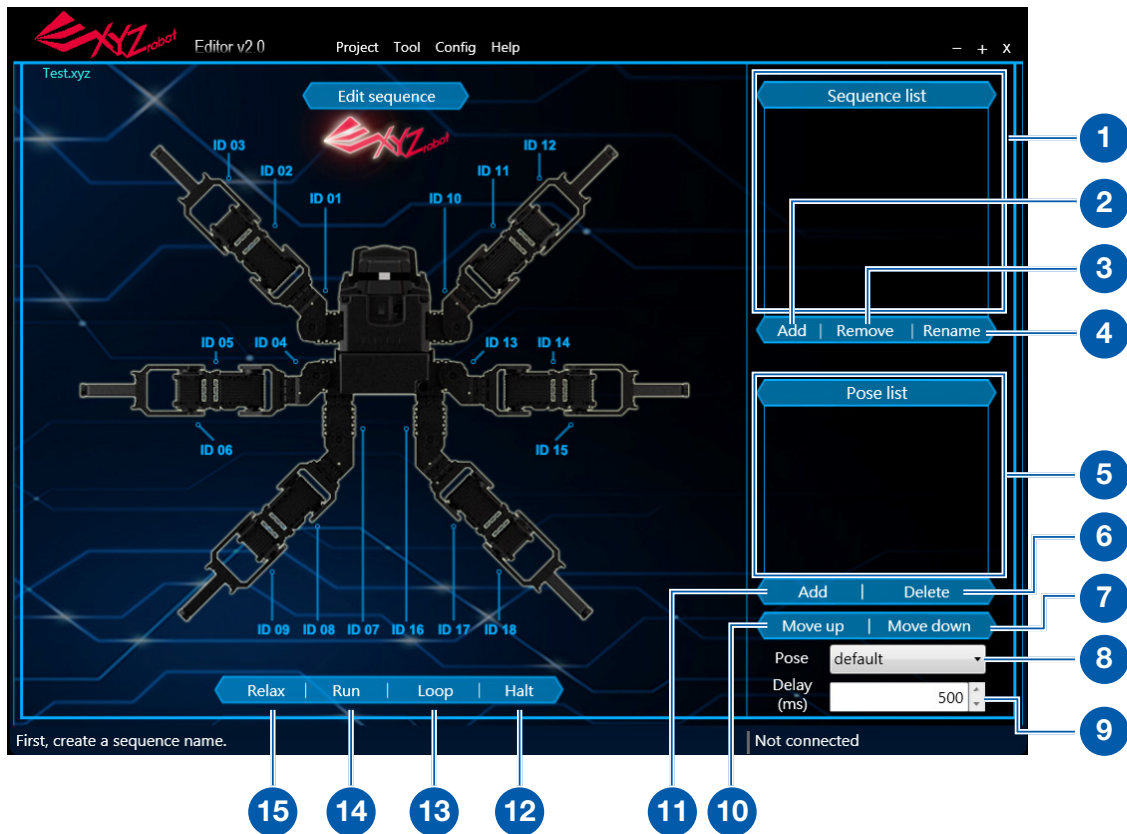 XYZrobot Editor v2.0 Project Tool Config Help − + x
Test.xyz
Edit sequence
XYZrobot
Sequence list
1
ID 03
ID 12
ID 02
ID 11
ID 01
ID 10
2
3
Add | Remove | Rename
4
ID 05
ID 04
ID 13
ID 14
Pose list
ID 06
ID 15
5
6
Add | Delete
7
Move up | Move down
ID 09 ID 08 ID 07 ID 16 ID 17 ID 18
Pose default
8
Relax | Run | Loop | Halt
Delay
(ms)
500
9
First, create a sequence name.
Not connected
15 14 13 12 11 10